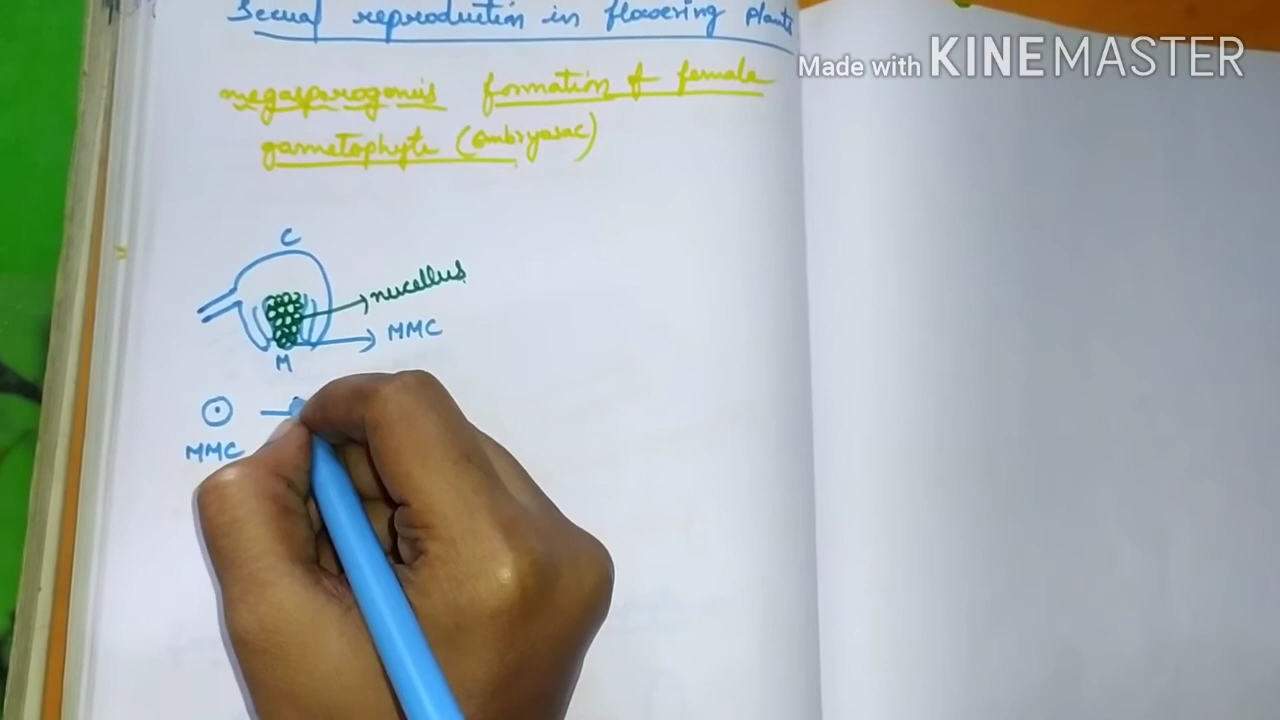 Sexual reproduction in flowering plants
Made with KINEMASTER
megasporogenesis formation of female
gametophyte (embryosac)
C
nucellus
MMC
M
MMC